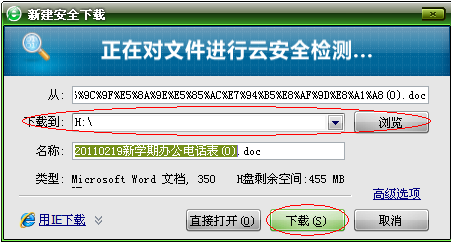 新建安全下载
正在对文件进行云安全检测...
从: %9C%9F%E5%8A%9E%E5%85%AC%E7%94%B5%E8%AF%9D%E8%A1%A8(0).doc
下载到: H:\ 浏览
名称: 20110219新学期办公电话表(0).doc
类型: Microsoft Word 文档, 350 H盘剩余空间:455 MB
高级选项
用IE下载 直接打开(O) 下载(S) 取消